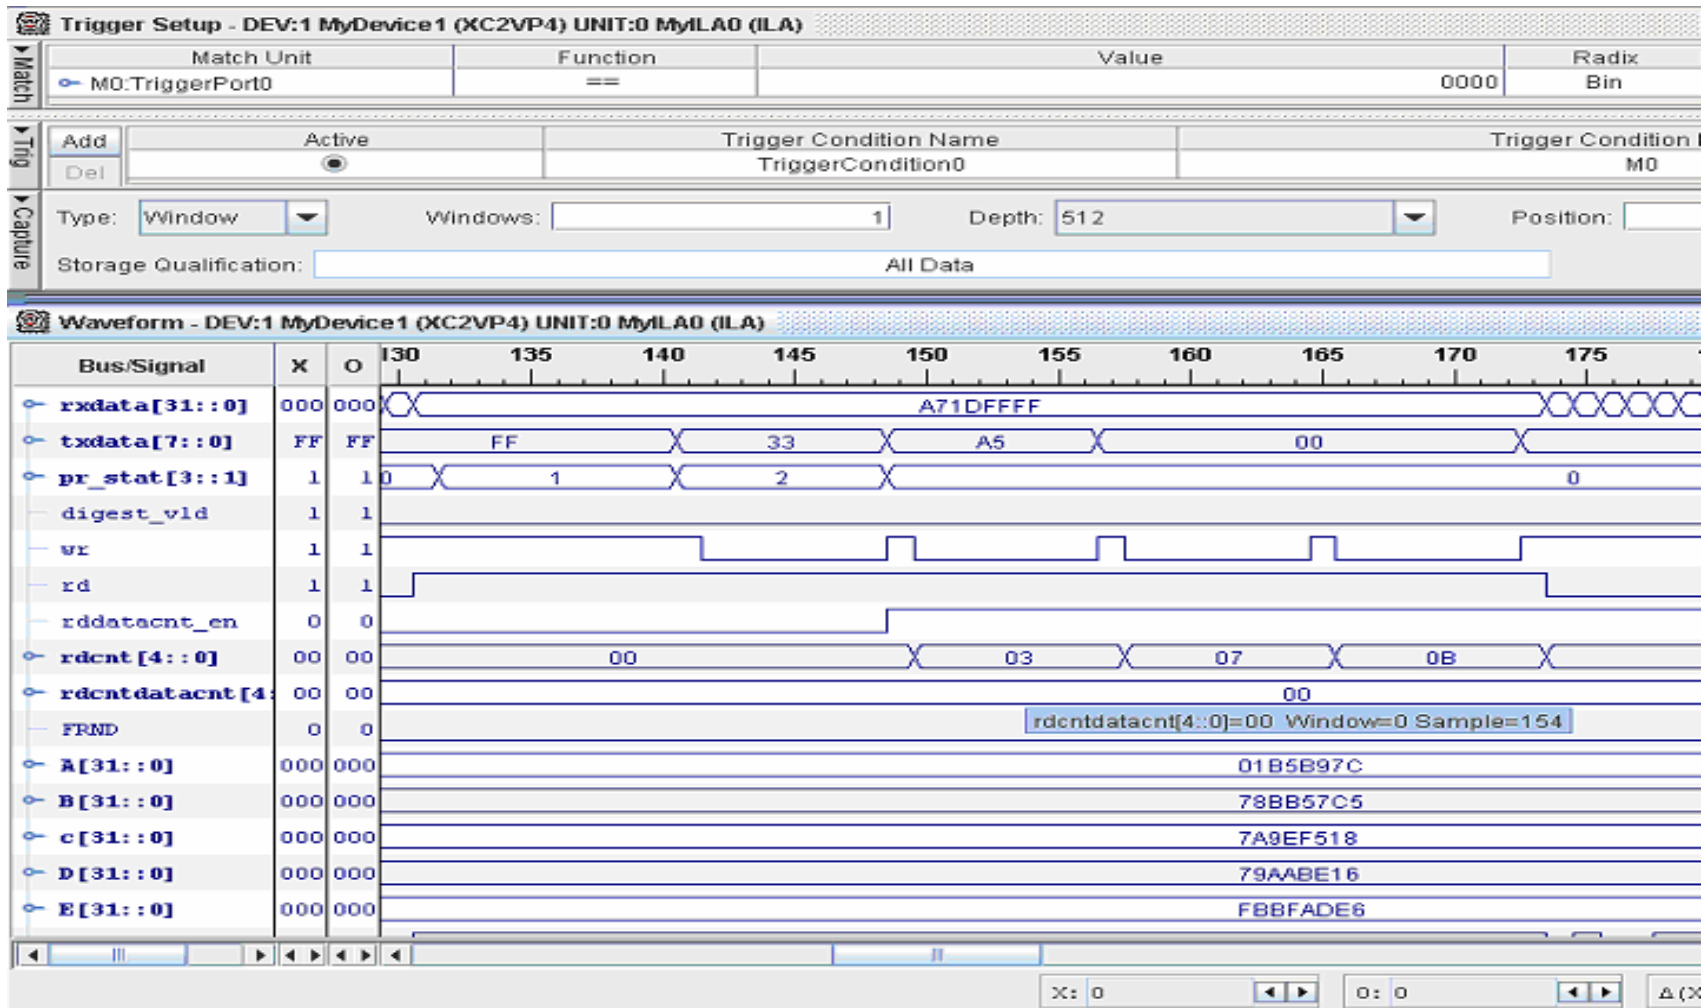 Trigger Setup - DEV:1 MyDevice1 (XC2VP4) UNIT:0 MyILA0 (ILA)
Match
Match Unit Function Value Radix
M0:TriggerPort0 == 0000 Bin
Trig
Add Active Trigger Condition Name Trigger Condition
Del TriggerCondition0 M0
Capture
Type: Window Windows: 1 Depth: 512 Position:
Storage Qualification: All Data
Waveform - DEV:1 MyDevice1 (XC2VP4) UNIT:0 MyILA0 (ILA)
Bus/Signal X O 130 135 140 145 150 155 160 165 170 175
rxdata[31::0] 000 000 A71DFFFF
txdata[7::0] FF FF FF 33 A5 00
pr_stat[3::1] 1 1 0 1 2 0
digest_vld 1 1
wr 1 1
rd 1 1
rddatacnt_en 0 0
rdcnt[4::0] 00 00 00 03 07 0B
rdcntdatacnt[4: 00 00 00
FRND 0 0 rdcntdatacnt[4::0]=00 Window=0 Sample=154
A[31::0] 000 000 01B5B97C
B[31::0] 000 000 78BB57C5
c[31::0] 000 000 7A9EF518
D[31::0] 000 000 79AABE16
E[31::0] 000 000 FBBFADE6
X: 0 O: 0 Δ(X